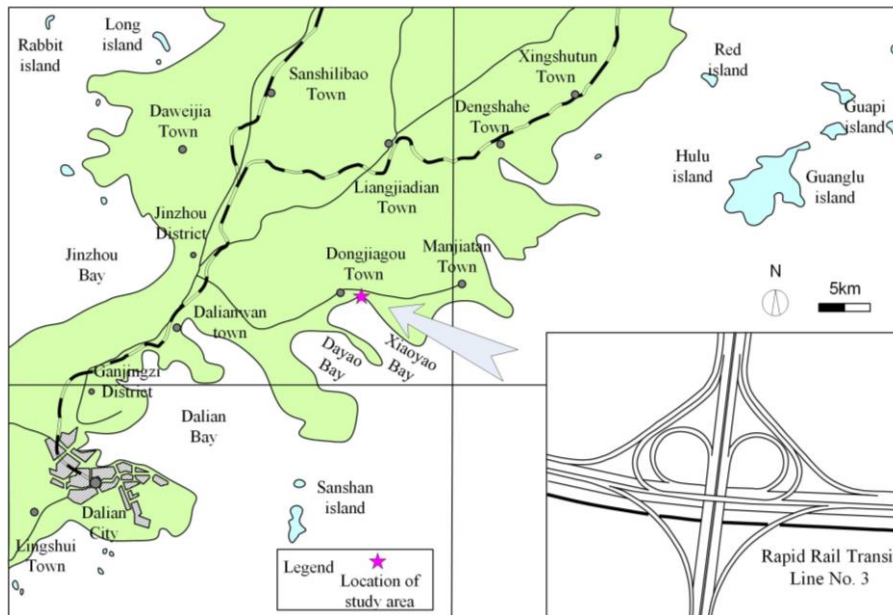 Rabbit
island
Long
island
Sanshilibao
Town
Xingshutun
Town
Red
island
Daweijia
Town
Dengshahe
Town
Guapi
island
Hulu
island
Guanglu
island
Liangjiadian
Town
Jinzhou
District
Jinzhou
Bay
Dongjiagou
Town
Manjiatan
Town
N
5km
Dalianwan
town
Dayao
Bay
Xiaoyao
Bay
Ganjingzi
District
Dalian
Bay
Sanshan
island
Dalian
City
Lingshui
Town
Legend
Location of
study area
Rapid Rail Transi
Line No. 3